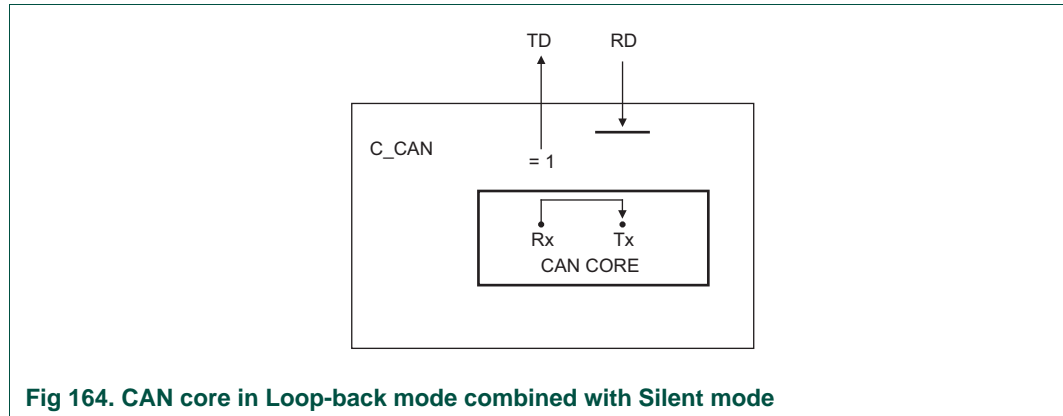 TD RD
C_CAN
= 1
Rx Tx
CAN CORE
Fig 164. CAN core in Loop-back mode combined with Silent mode